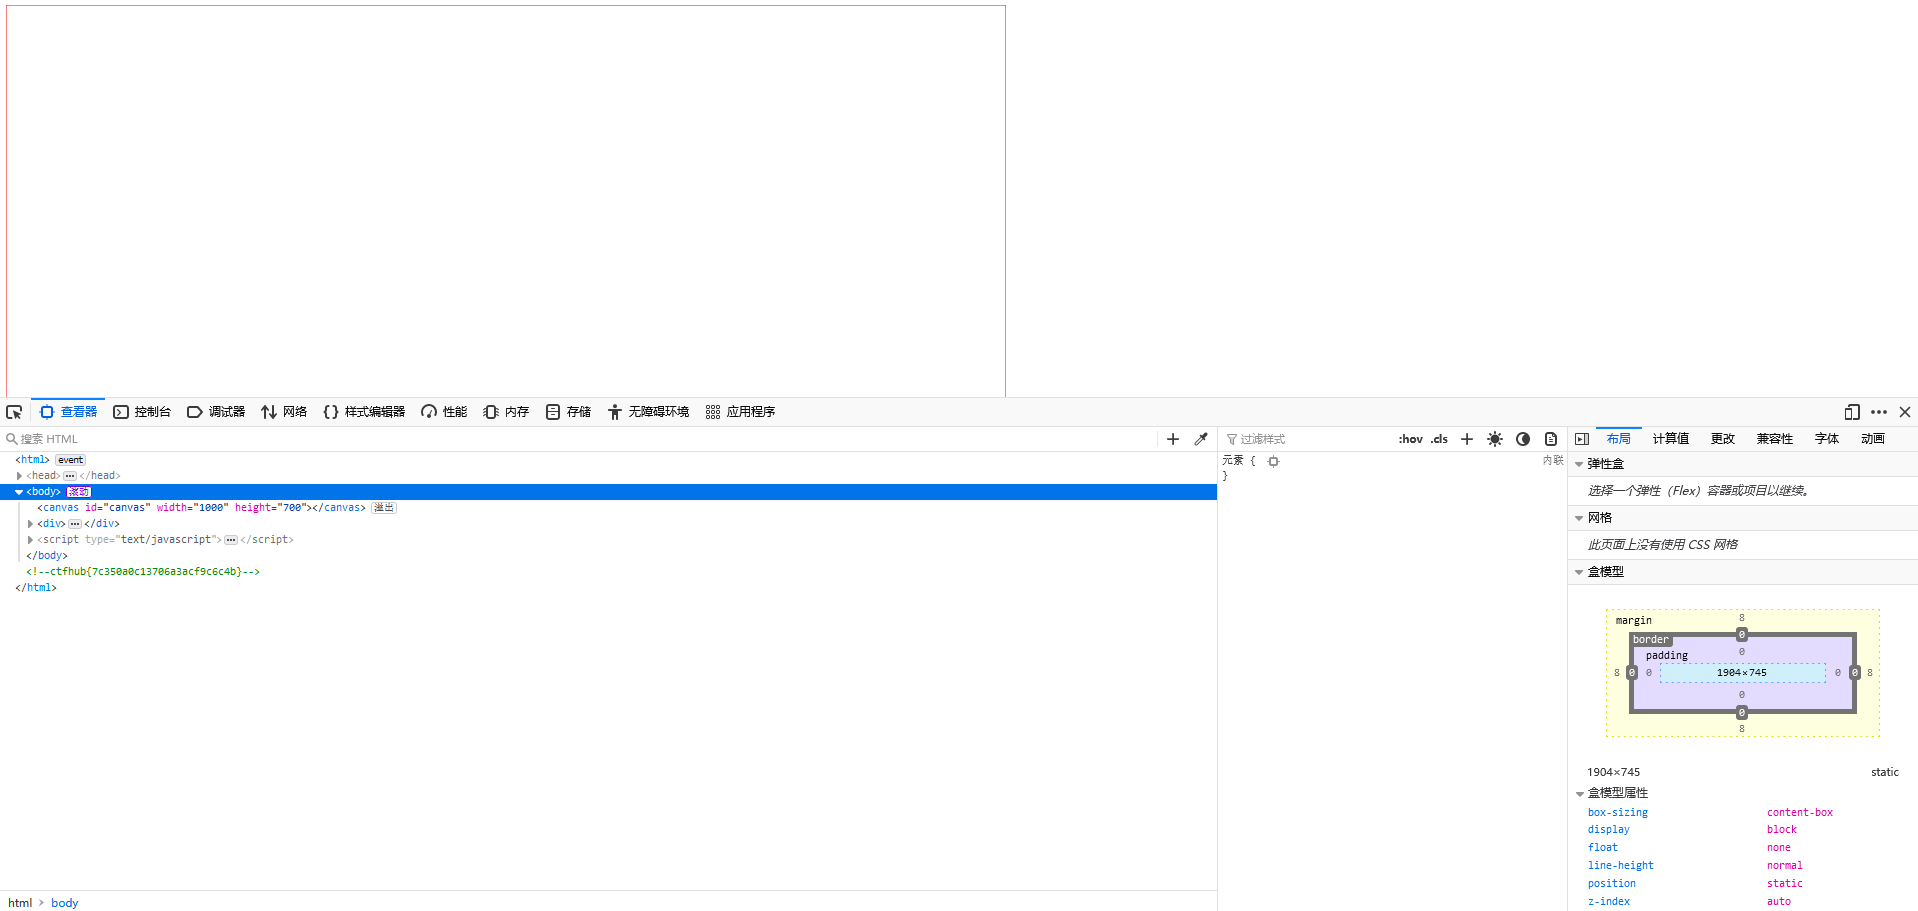 查看器 控制台 调试器 网络 {} 样式编辑器 性能 内存 存储 无障碍环境 应用程序
搜索 HTML
<html> event
<head>…</head>
<body> 滚动
<canvas id="canvas" width="1000" height="700"></canvas> 溢出
<div>…</div>
<script type="text/javascript">…</script>
</body>
<!--ctfhub{7c350a0c13706a3acf9c6c4b}-->
</html>
html > body
过滤样式 :hov .cls
元素 { 内联
}
布局 计算值 更改 兼容性 字体 动画
弹性盒
选择一个弹性（Flex）容器或项目以继续。
网格
此页面上没有使用 CSS 网格
盒模型
margin 8
border 0
padding 0
8 0 0 1904×745 0 0 8
0
0
8
1904×745 static
盒模型属性
box-sizing content-box
display block
float none
line-height normal
position static
z-index auto